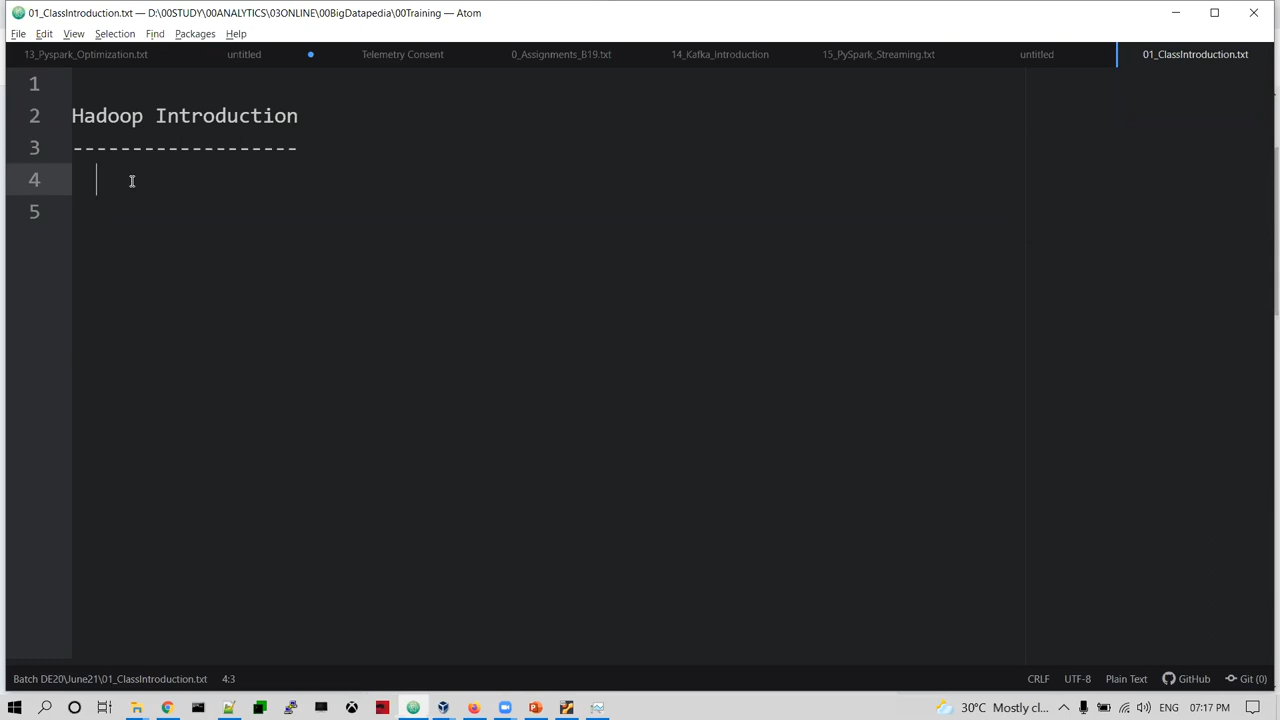 01_ClassIntroduction.txt — D:\00STUDY\00ANALYTICS\03ONLINE\00BigDatapedia\00Training — Atom
File Edit View Selection Find Packages Help
13_Pyspark_Optimization.txt untitled Telemetry Consent 0_Assignments_B19.txt 14_Kafka_Introduction 15_PySpark_Streaming.txt untitled 01_ClassIntroduction.txt
1
2 Hadoop Introduction
3 -------------------
4
5
Batch DE20\June21\01_ClassIntroduction.txt 4:3 CRLF UTF-8 Plain Text GitHub Git (0)
30°C Mostly cl... ENG 07:17 PM